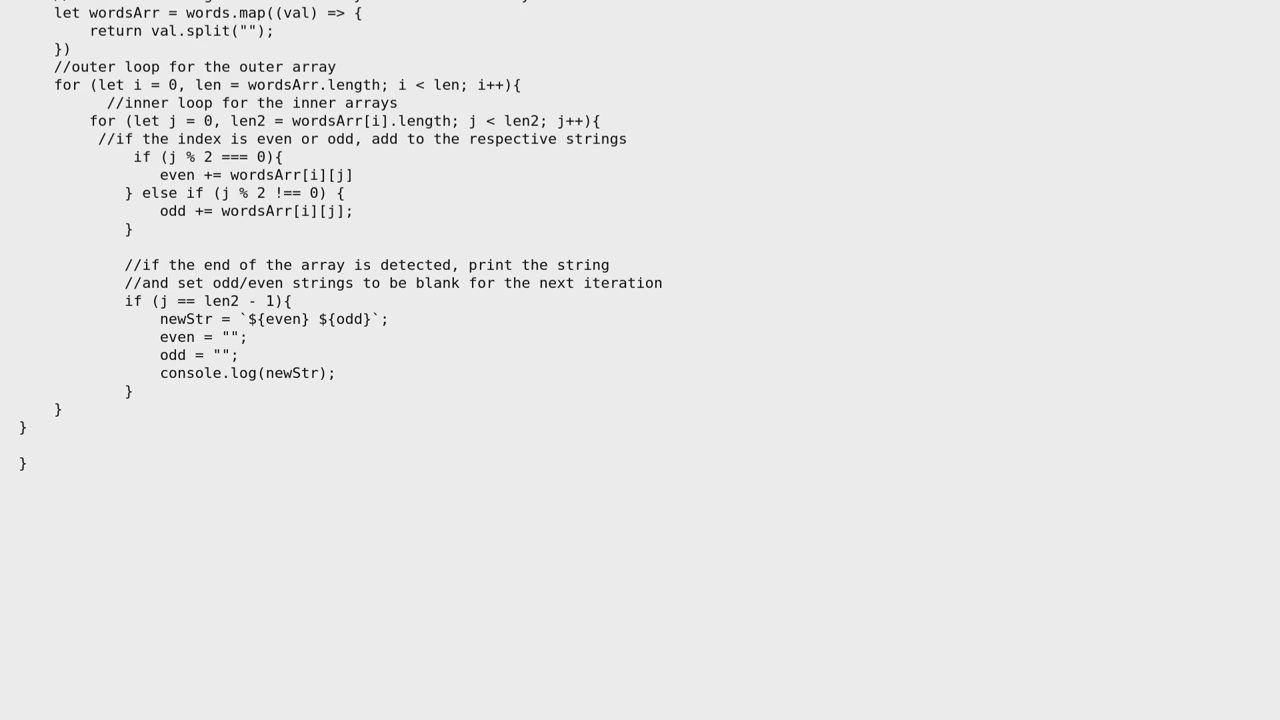 let wordsArr = words.map((val) => {
return val.split("");
})
//outer loop for the outer array
for (let i = 0, len = wordsArr.length; i < len; i++){
//inner loop for the inner arrays
for (let j = 0, len2 = wordsArr[i].length; j < len2; j++){
//if the index is even or odd, add to the respective strings
if (j % 2 === 0){
even += wordsArr[i][j]
} else if (j % 2 !== 0) {
odd += wordsArr[i][j];
}
//if the end of the array is detected, print the string
//and set odd/even strings to be blank for the next iteration
if (j == len2 - 1){
newStr = `${even} ${odd}`;
even = "";
odd = "";
console.log(newStr);
}
}
}
}